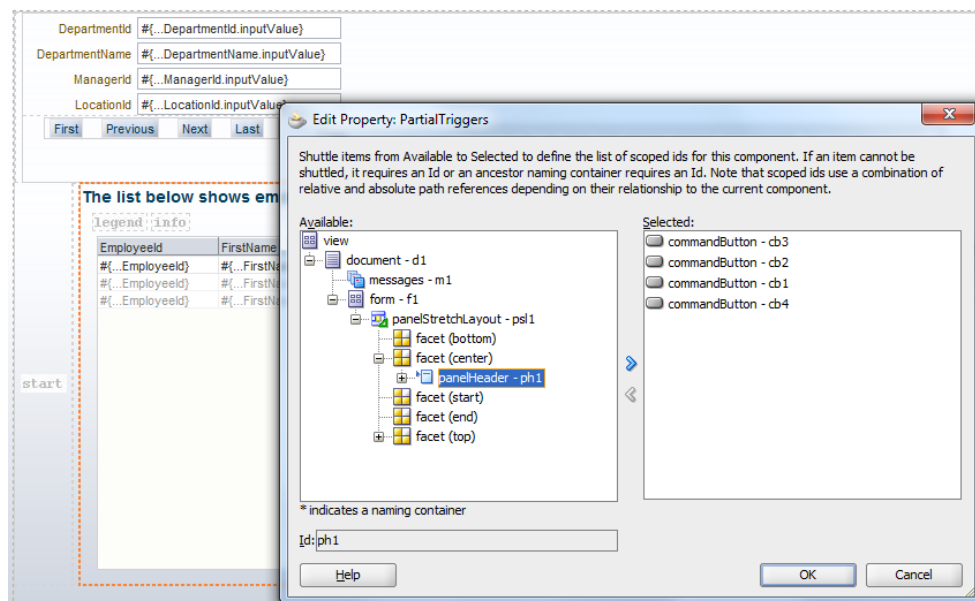 DepartmentId #{...DepartmentId.inputValue}
DepartmentName #{...DepartmentName.inputValue}
ManagerId #{...ManagerId.inputValue}
LocationId #{...LocationId.inputValue}
First Previous Next Last
The list below shows em
legend info
EmployeeId FirstName
#{...EmployeeId} #{...FirstNa
#{...EmployeeId} #{...FirstNa
#{...EmployeeId} #{...FirstNa
start
Edit Property: PartialTriggers
Shuttle items from Available to Selected to define the list of scoped ids for this component. If an item cannot be
shuttled, it requires an Id or an ancestor naming container requires an Id. Note that scoped ids use a combination of
relative and absolute path references depending on their relationship to the current component.
Available:
view
document - d1
messages - m1
form - f1
panelStretchLayout - psl1
facet (bottom)
facet (center)
panelHeader - ph1
facet (start)
facet (end)
facet (top)
* indicates a naming container
Selected:
commandButton - cb3
commandButton - cb2
commandButton - cb1
commandButton - cb4
Id: ph1
Help OK Cancel